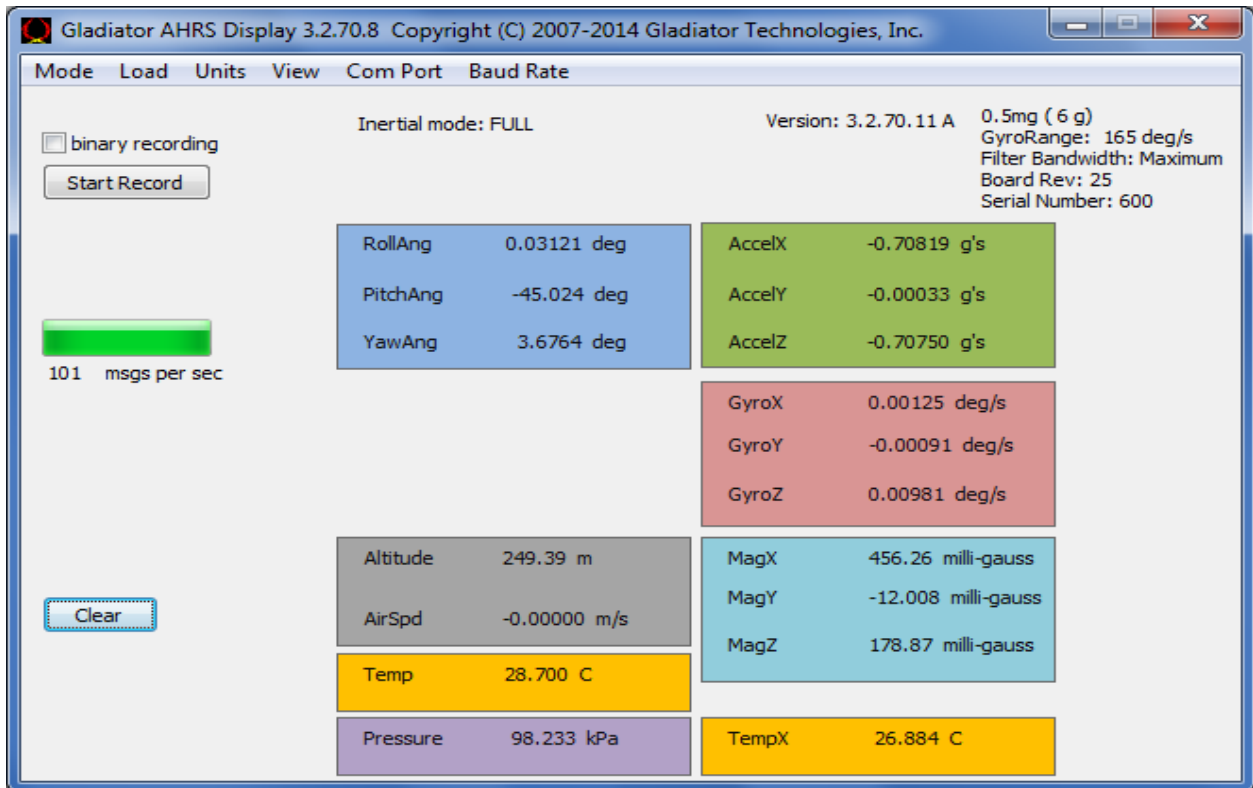 Gladiator AHRS Display 3.2.70.8  Copyright (C) 2007-2014 Gladiator Technologies, Inc.
Mode Load Units View Com Port Baud Rate
binary recording
Start Record
Inertial mode: FULL
Version: 3.2.70.11 A
0.5mg ( 6 g)
GyroRange: 165 deg/s
Filter Bandwidth: Maximum
Board Rev: 25
Serial Number: 600
RollAng 0.03121 deg
PitchAng -45.024 deg
YawAng 3.6764 deg
AccelX -0.70819 g's
AccelY -0.00033 g's
AccelZ -0.70750 g's
101 msgs per sec
GyroX 0.00125 deg/s
GyroY -0.00091 deg/s
GyroZ 0.00981 deg/s
Altitude 249.39 m
AirSpd -0.00000 m/s
MagX 456.26 milli-gauss
MagY -12.008 milli-gauss
MagZ 178.87 milli-gauss
Clear
Temp 28.700 C
Pressure 98.233 kPa
TempX 26.884 C